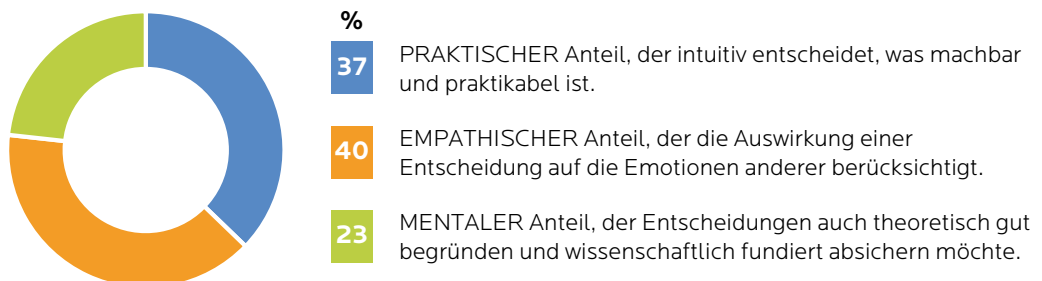 %
37 PRAKTISCHER Anteil, der intuitiv entscheidet, was machbar
und praktikabel ist.
40 EMPATHISCHER Anteil, der die Auswirkung einer
Entscheidung auf die Emotionen anderer berücksichtigt.
23 MENTALER Anteil, der Entscheidungen auch theoretisch gut
begründen und wissenschaftlich fundiert absichern möchte.